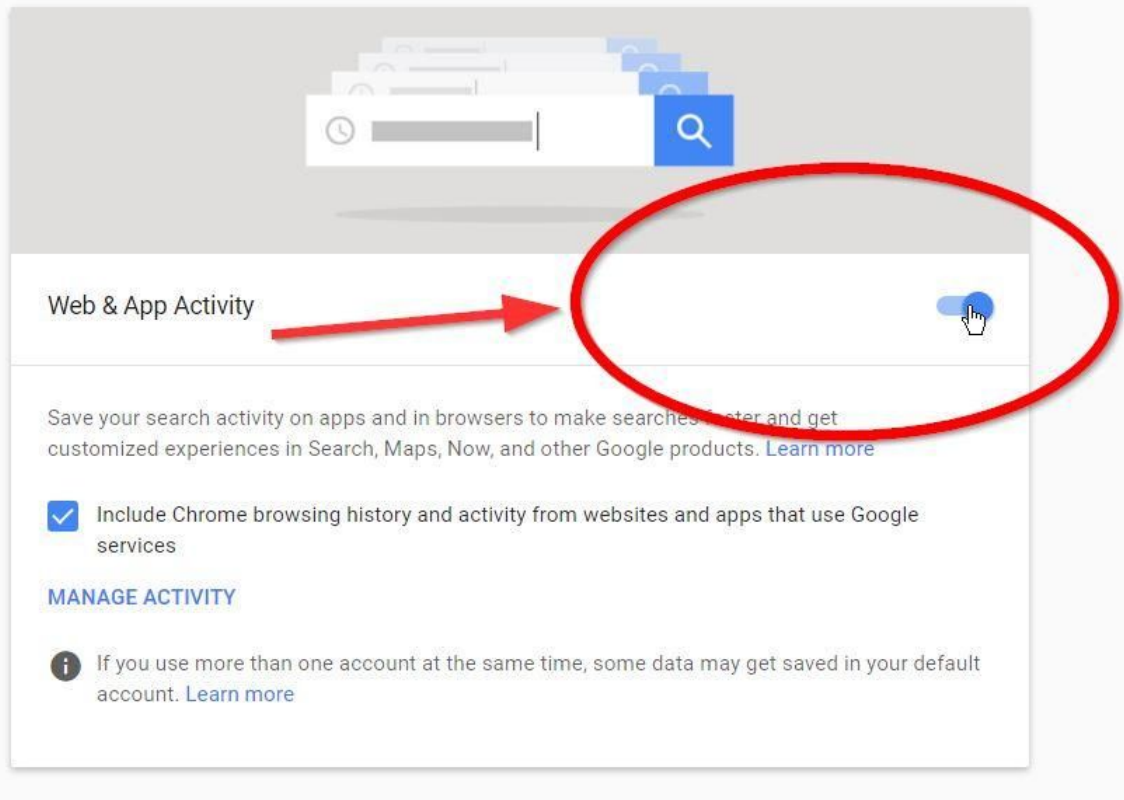 Web & App Activity
Save your search activity on apps and in browsers to make searches faster and get
customized experiences in Search, Maps, Now, and other Google products. Learn more
Include Chrome browsing history and activity from websites and apps that use Google
services
MANAGE ACTIVITY
If you use more than one account at the same time, some data may get saved in your default
account. Learn more